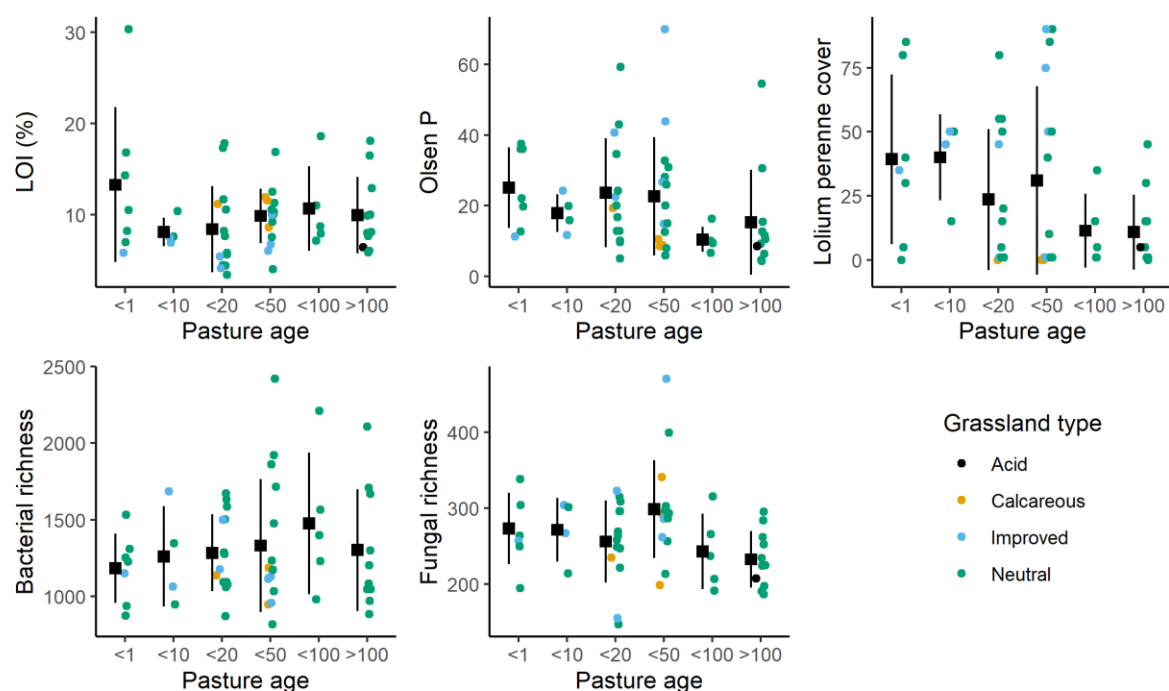 LOI (%)
30
20
10
<1 <10 <20 <50 <100 >100
Pasture age
Olsen P
60
40
20
0
<1 <10 <20 <50 <100 >100
Pasture age
Lolium perenne cover
75
50
25
0
<1 <10 <20 <50 <100 >100
Pasture age
Bacterial richness
2500
2000
1500
1000
<1 <10 <20 <50 <100 >100
Pasture age
Fungal richness
400
300
200
<1 <10 <20 <50 <100 >100
Pasture age
Grassland type
Acid
Calcareous
Improved
Neutral